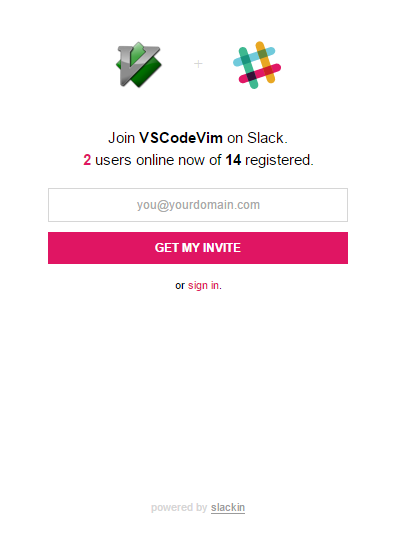 +
Join VSCodeVim on Slack.
2 users online now of 14 registered.
you@yourdomain.com
GET MY INVITE
or sign in.
powered by slackin